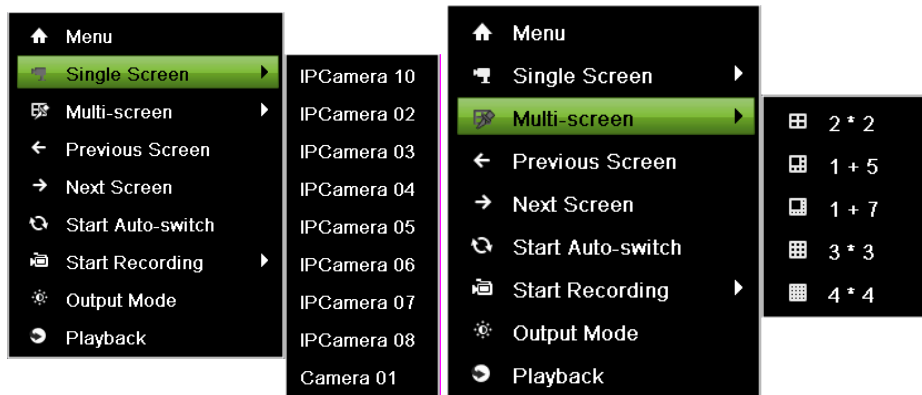 Menu
Single Screen
Multi-screen
Previous Screen
Next Screen
Start Auto-switch
Start Recording
Output Mode
Playback
IPCamera 10
IPCamera 02
IPCamera 03
IPCamera 04
IPCamera 05
IPCamera 06
IPCamera 07
IPCamera 08
Camera 01
Menu
Single Screen
Multi-screen
Previous Screen
Next Screen
Start Auto-switch
Start Recording
Output Mode
Playback
2 * 2
1 + 5
1 + 7
3 * 3
4 * 4